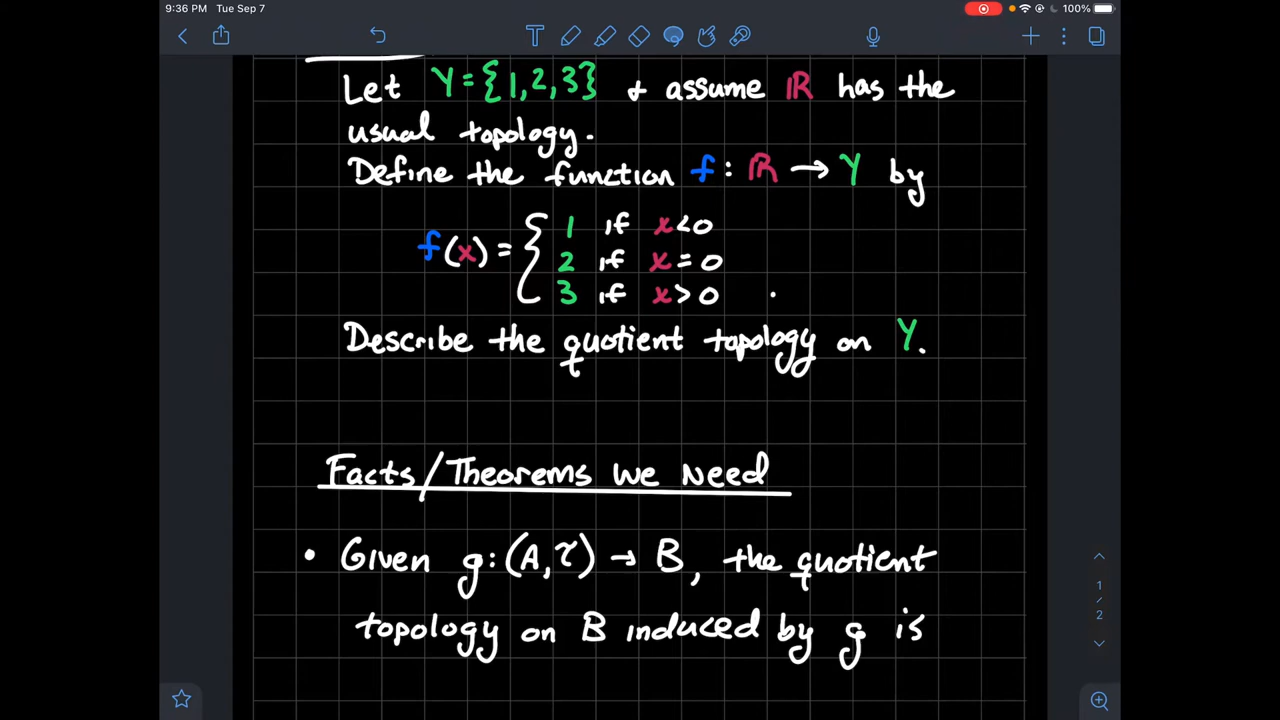 9:36 PM Tue Sep 7 100%
Let Y={1,2,3} & assume ℝ has the
usual topology.
Define the function f: ℝ → Y by
f(x) = { 1 if x<0
2 if x=0
3 if x>0 .
Describe the quotient topology on Y.
Facts/Theorems We Need
• Given g:(A,τ) → B, the quotient
topology on B induced by g is
1
/
2